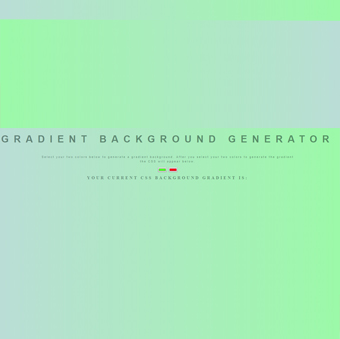 GRADIENT BACKGROUND GENERATOR
Select your two colors below to generate a gradient background. After you select your two colors to generate the gradient
the CSS will appear below.
YOUR CURRENT CSS BACKGROUND GRADIENT IS: